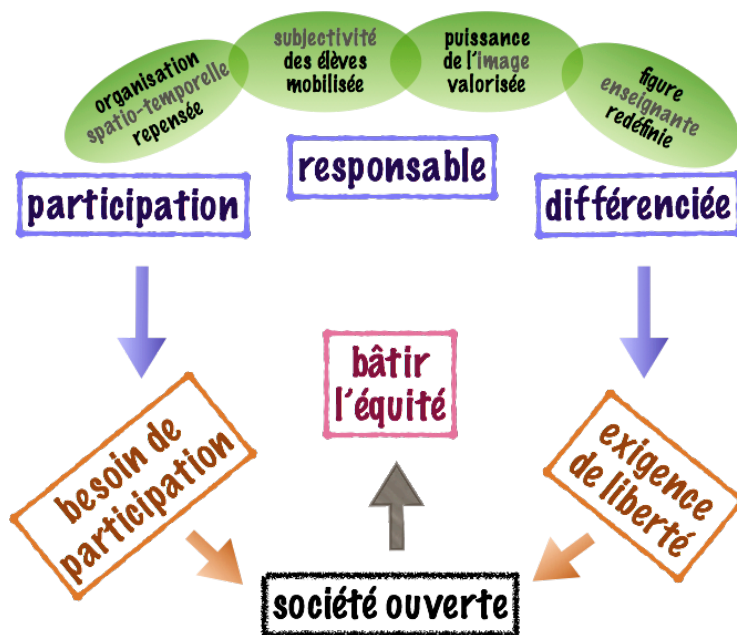 organisation
spatio-temporelle
repensée
subjectivité
des élèves
mobilisée
puissance
de l'image
valorisée
figure
enseignante
redéfinie
participation
responsable
différenciée
bâtir
l'équité
besoin de
participation
exigence
de liberté
société ouverte